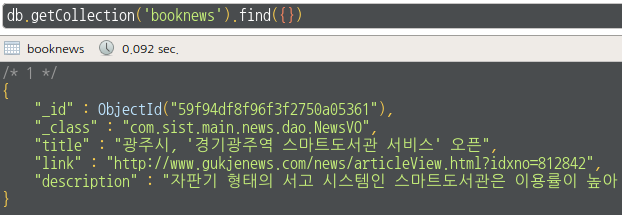 db.getCollection('booknews').find({})
booknews 0.092 sec.
/* 1 */
{
"_id" : ObjectId("59f94df8f96f3f2750a05361"),
"_class" : "com.sist.main.news.dao.NewsVO",
"title" : "광주시, '경기광주역 스마트도서관 서비스' 오픈",
"link" : "http://www.gukjenews.com/news/articleView.html?idxno=812842",
"description" : "자판기 형태의 서고 시스템인 스마트도서관은 이용률이 높아
}